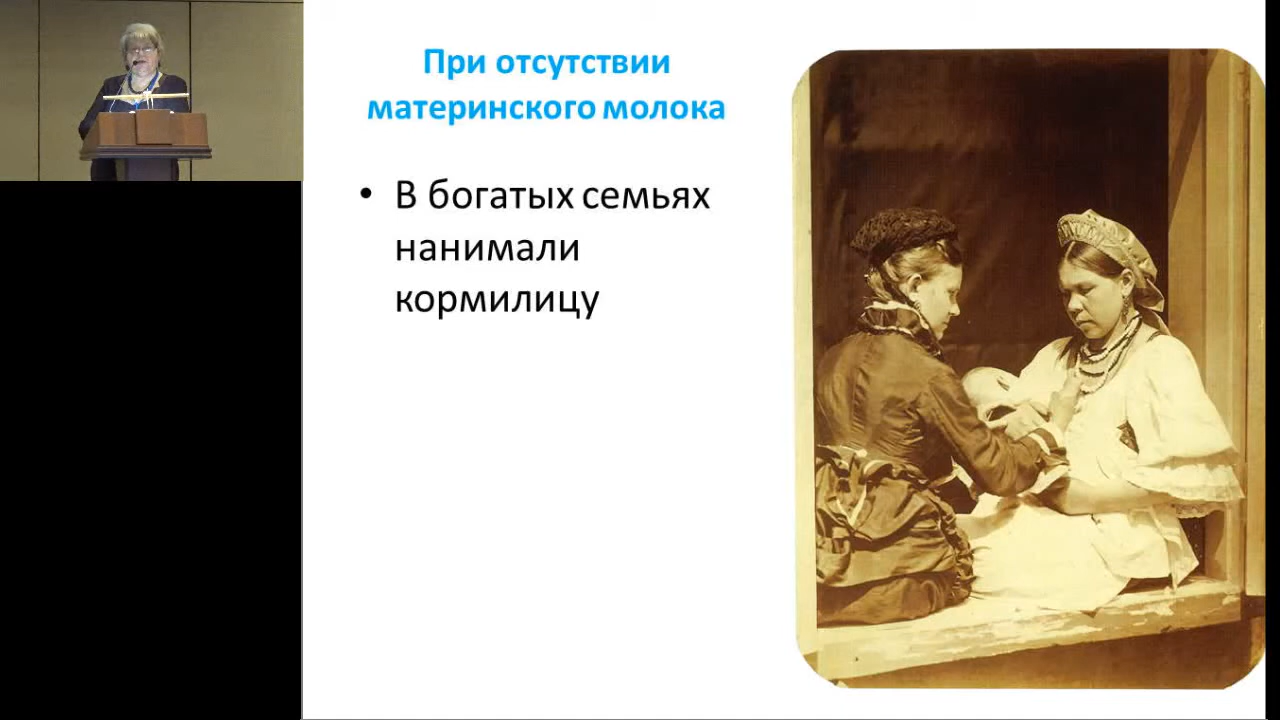 При отсутствии
материнского молока
• В богатых семьях
нанимали
кормилицу